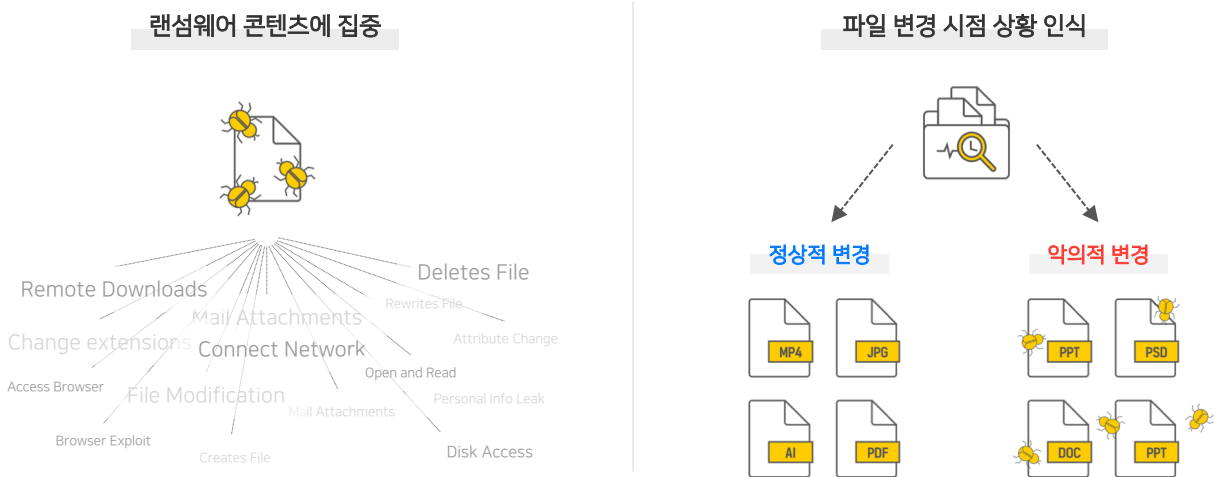 랜섬웨어 콘텐츠에 집중
Remote Downloads
Deletes File
Rewrites File
Mail Attachments
Change extensions
Attribute Change
Connect Network
Access Browser
Open and Read
File Modification
Personal Info Leak
Mail Attachments
Browser Exploit
Creates File
Disk Access
파일 변경 시점 상황 인식
정상적 변경
악의적 변경
MP4
JPG
PPT
PSD
AI
PDF
DOC
PPT